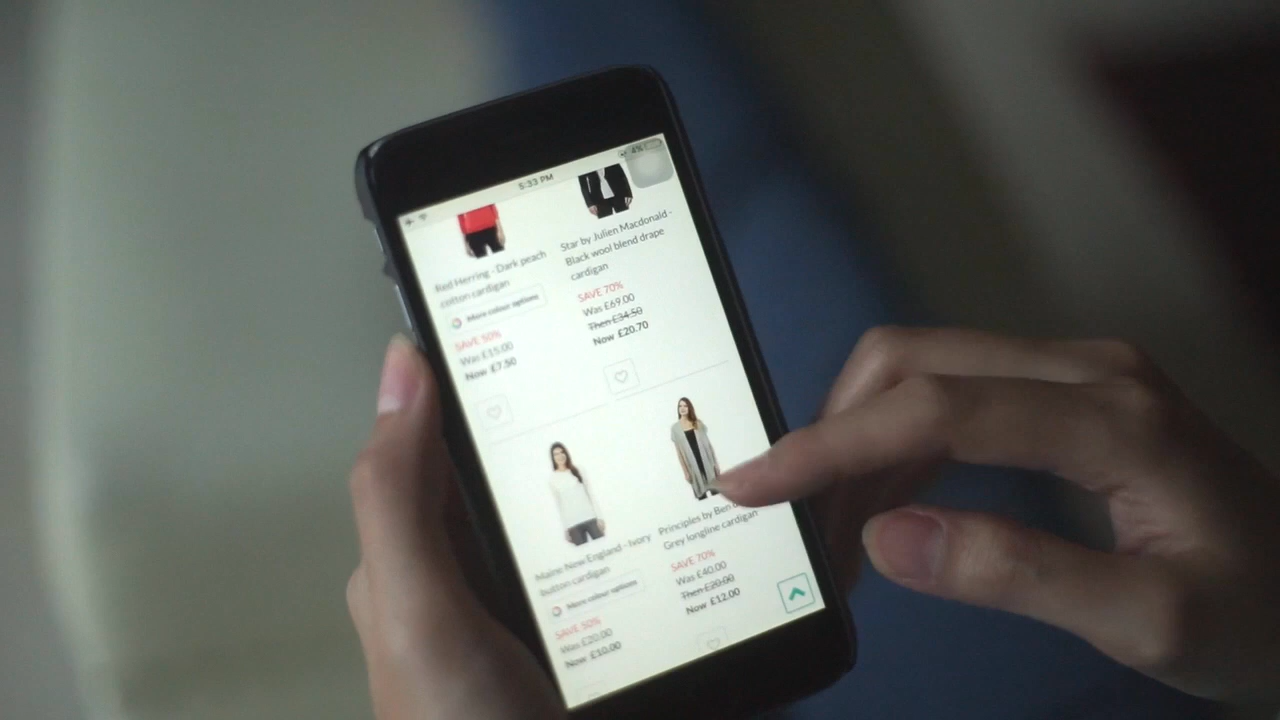 5:33 PM
4%
Red Herring - Dark peach
cotton cardigan
More colour options
SAVE 50%
Was £15.00
Now £7.50
Star by Julien Macdonald -
Black wool blend drape
cardigan
SAVE 70%
Was £69.00
Then £34.50
Now £20.70
Maine New England - Ivory
button cardigan
More colour options
SAVE 50%
Was £20.00
Now £10.00
Principles by Ben
Grey longline cardigan
SAVE 70%
Was £40.00
Then £20.00
Now £12.00